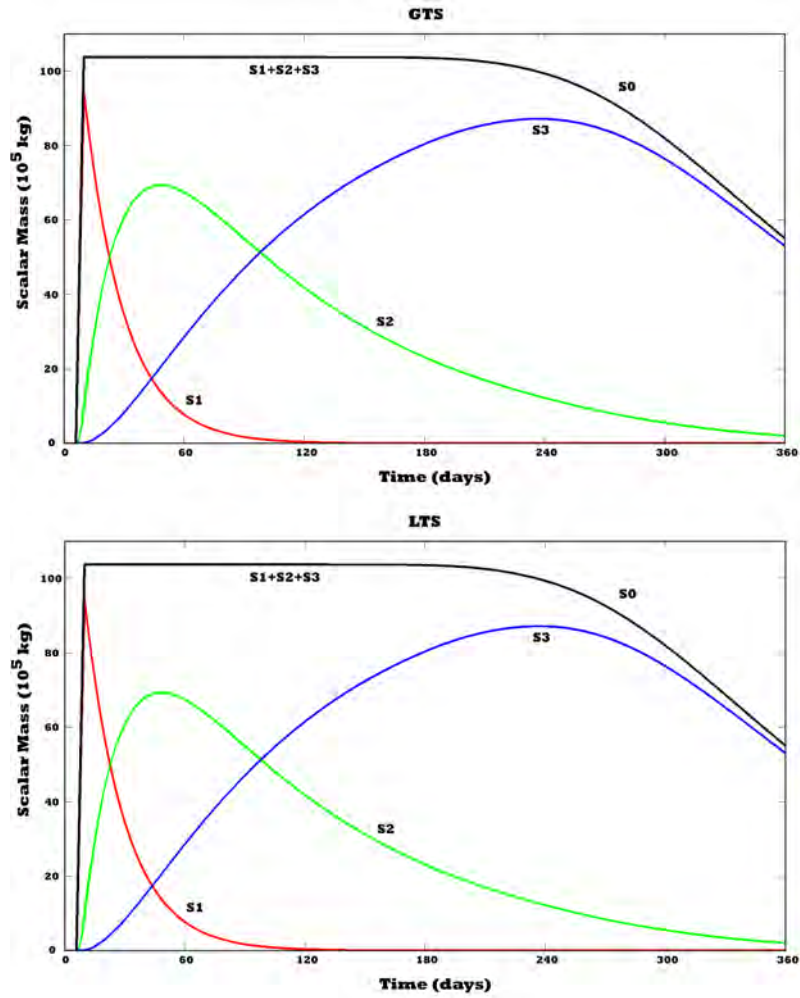 GTS
100
S1+S2+S3
S0
S3
80
60
40
S2
20
S1
0
0 60 120 180 240 300 360
Scalar Mass (10⁵ kg)
Time (days)
LTS
100
S1+S2+S3
S0
S3
80
60
40
S2
20
S1
0
0 60 120 180 240 300 360
Scalar Mass (10⁵ kg)
Time (days)